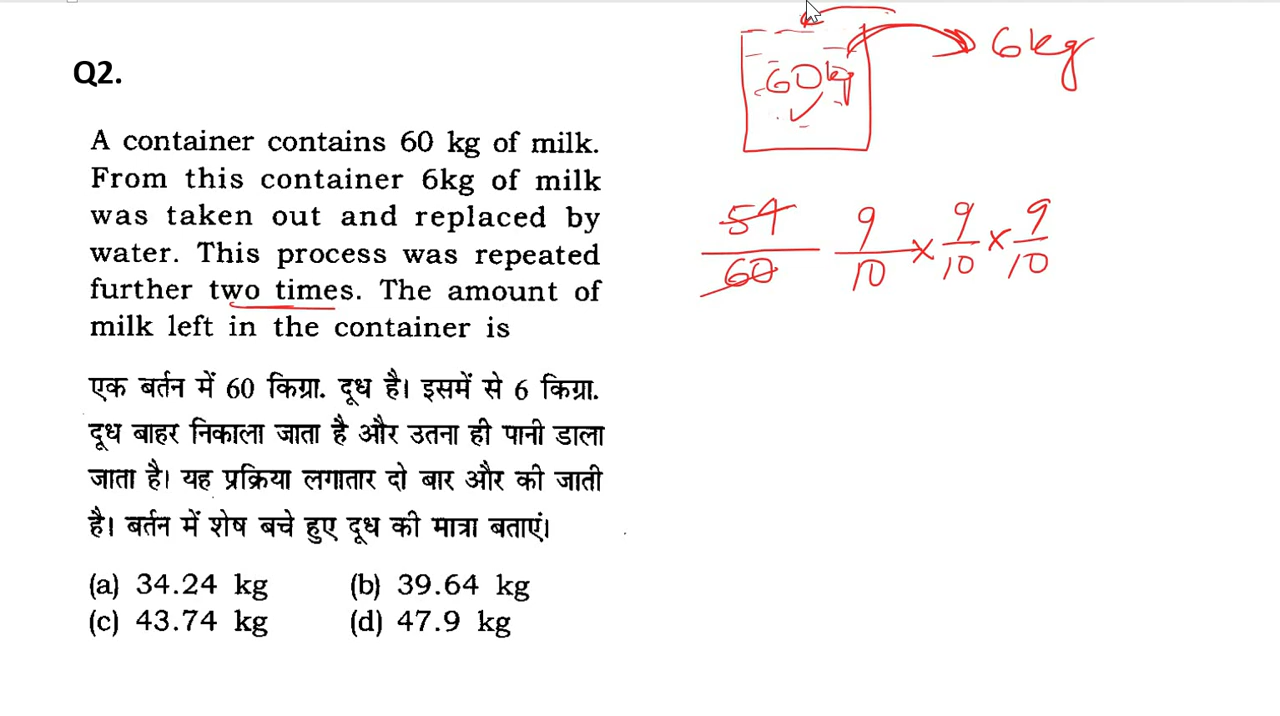 Q2.
A container contains 60 kg of milk.
From this container 6kg of milk
was taken out and replaced by
water. This process was repeated
further two times. The amount of
milk left in the container is
एक बर्तन में 60 किग्रा. दूध है। इसमें से 6 किग्रा.
दूध बाहर निकाला जाता है और उतना ही पानी डाला
जाता है। यह प्रक्रिया लगातार दो बार और की जाती
है। बर्तन में शेष बचे हुए दूध की मात्रा बताएं।
(a) 34.24 kg (b) 39.64 kg
(c) 43.74 kg (d) 47.9 kg
60kg
6kg
54 9 × 9 × 9
60 10 10 10